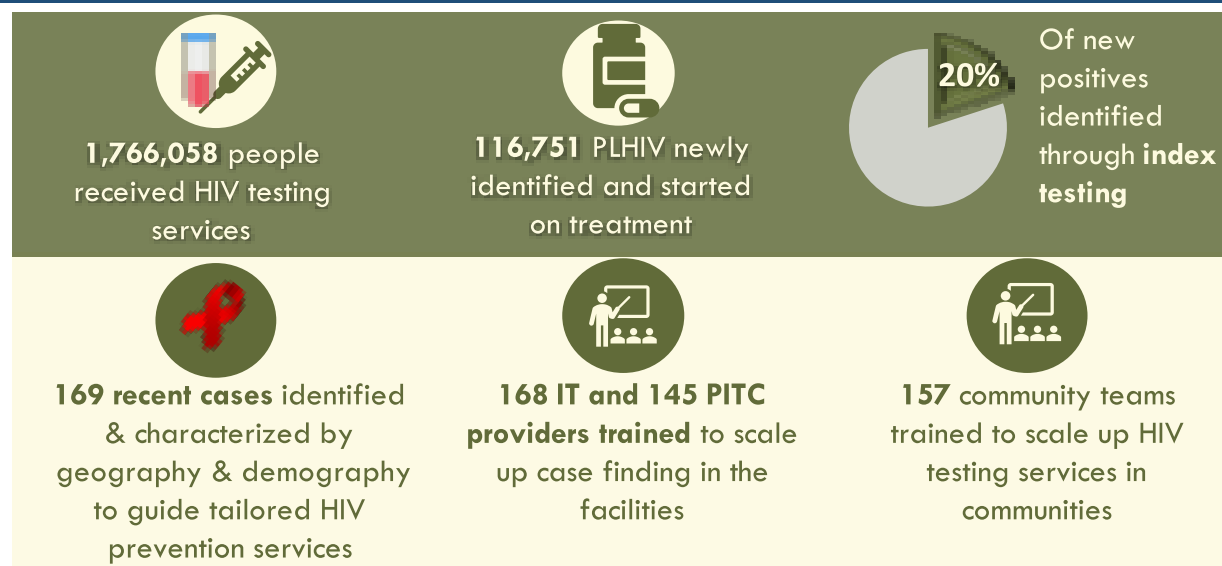 1,766,058 people
received HIV testing
services
116,751 PLHIV newly
identified and started
on treatment
20%
Of new
positives
identified
through index
testing
169 recent cases identified
& characterized by
geography & demography
to guide tailored HIV
prevention services
168 IT and 145 PITC
providers trained to scale
up case finding in the
facilities
157 community teams
trained to scale up HIV
testing services in
communities